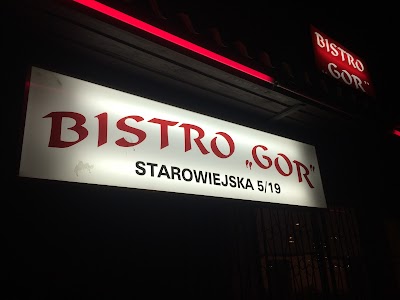 BISTRO
GOR"
BISTRO „GOR"
STAROWIEJSKA 5/19